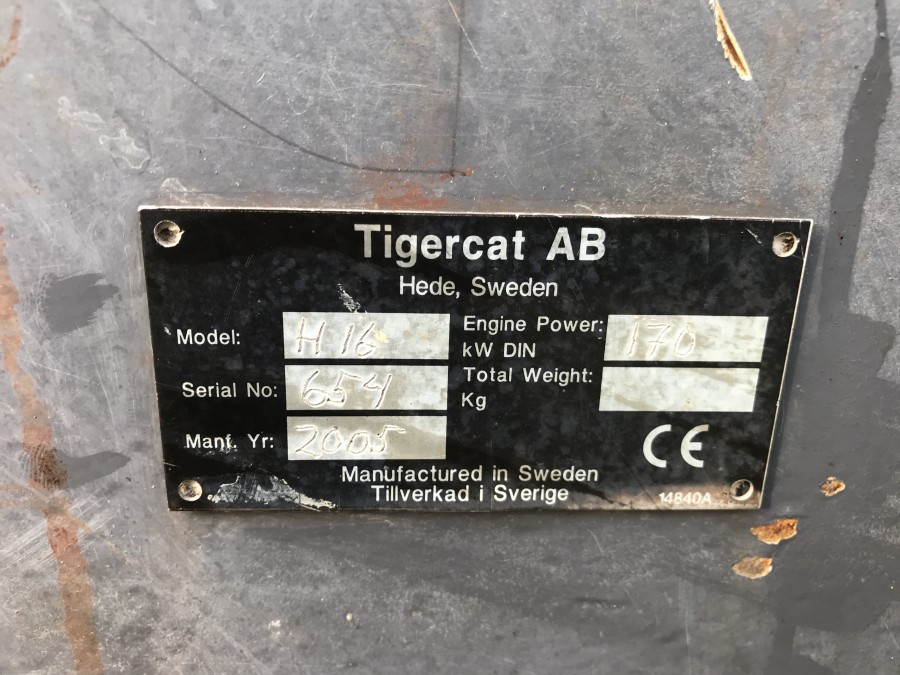 Tigercat AB
Hede, Sweden
Model: H 16
Engine Power: 170
kW DIN
Serial No: 654
Total Weight:
Kg
Manf. Yr: 2005
CE
Manufactured in Sweden
Tillverkad i Sverige
14840A